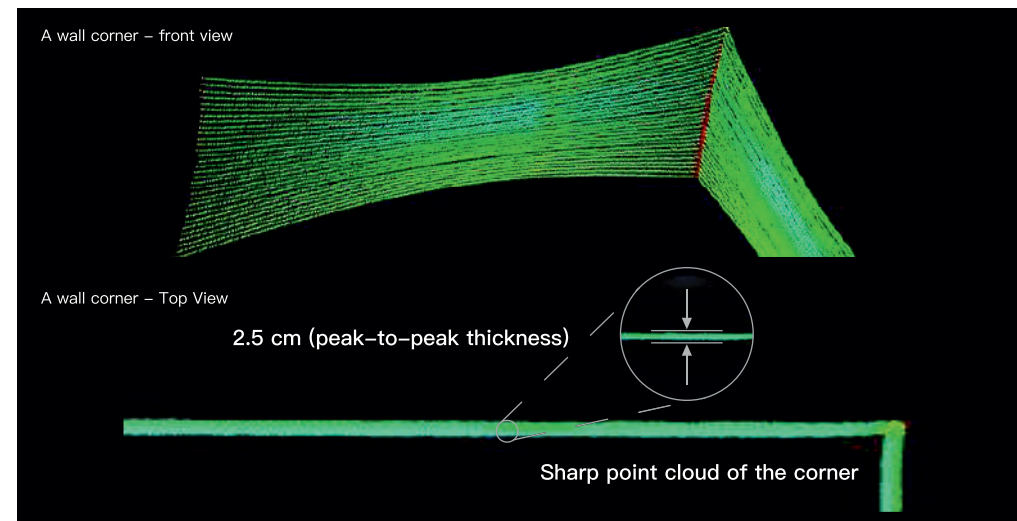 A wall corner – front view
A wall corner – Top View
2.5 cm (peak–to–peak thickness)
Sharp point cloud of the corner